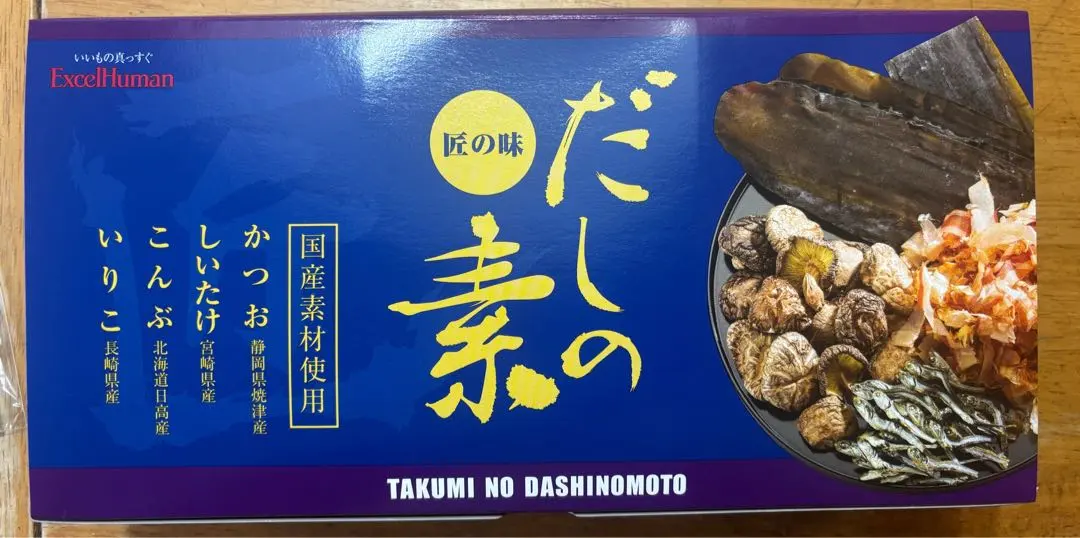 いいもの真っすぐ
ExcelHuman
だしの
素
匠の味
国産素材使用
かつお 静岡県焼津産
しいたけ 宮崎県産
こんぶ 北海道日高産
いりこ 長崎県産
TAKUMI NO DASHINOMOTO